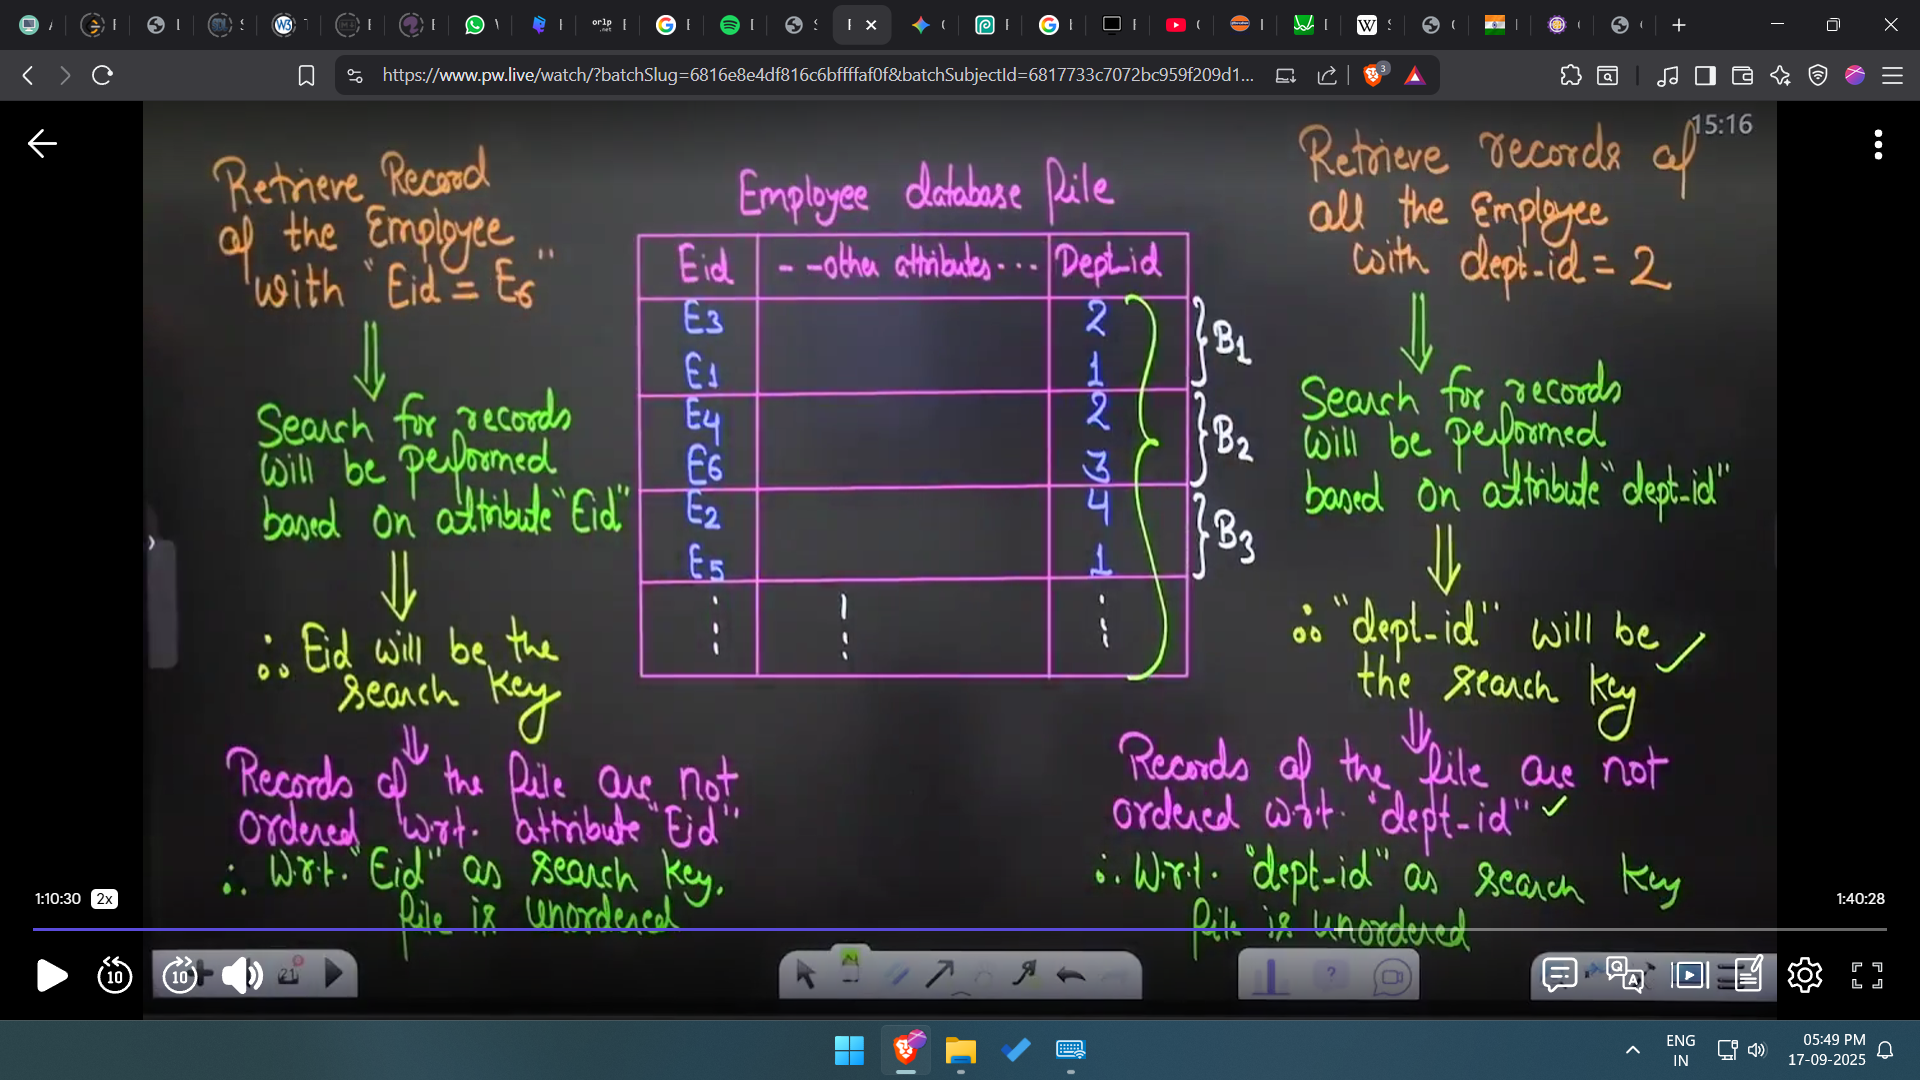 https://www.pw.live/watch/?batchSlug=6816e8e4df816c6bffffaf0f&batchSubjectId=6817733c7072bc959f209d1...
3
15:16
Retrieve Record
of the Employee
with "Eid = E6"
Search for records
will be performed
based on attribute "Eid"
∴ Eid will be the
search key
Records of the file are not
ordered w.r.t. attribute "Eid"
∴ W.r.t. "Eid" as search key.
file is unordered
Employee database file
Eid --other attributes... Dept_id
E3 2
E1 1
B1
E4 2
E6 3
B2
E2 4
E5 1
B3
Retrieve records of
all the Employee
with dept-id = 2
Search for records
will be performed
based on attribute "dept-id"
∴ "dept-id" will be
the search key
Records of the file are not
ordered w.r.t. "dept-id"
∴ W.r.t. "dept-id" as search key
file is unordered
1:10:30 2x
1:40:28
10 10
21
ENG
IN
05:49 PM
17-09-2025